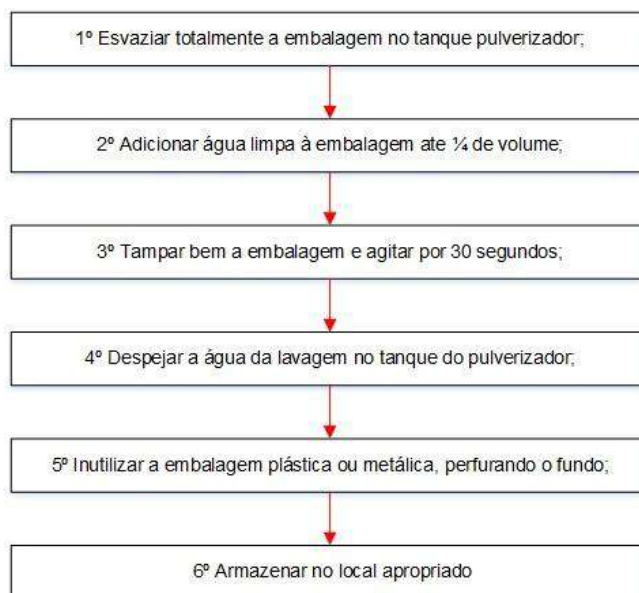 1º Esvaziar totalmente a embalagem no tanque pulverizador;
2º Adicionar água limpa à embalagem ate ¼ de volume;
3º Tampar bem a embalagem e agitar por 30 segundos;
4º Despejar a água da lavagem no tanque do pulverizador;
5º Inutilizar a embalagem plástica ou metálica, perfurando o fundo;
6º Armazenar no local apropriado